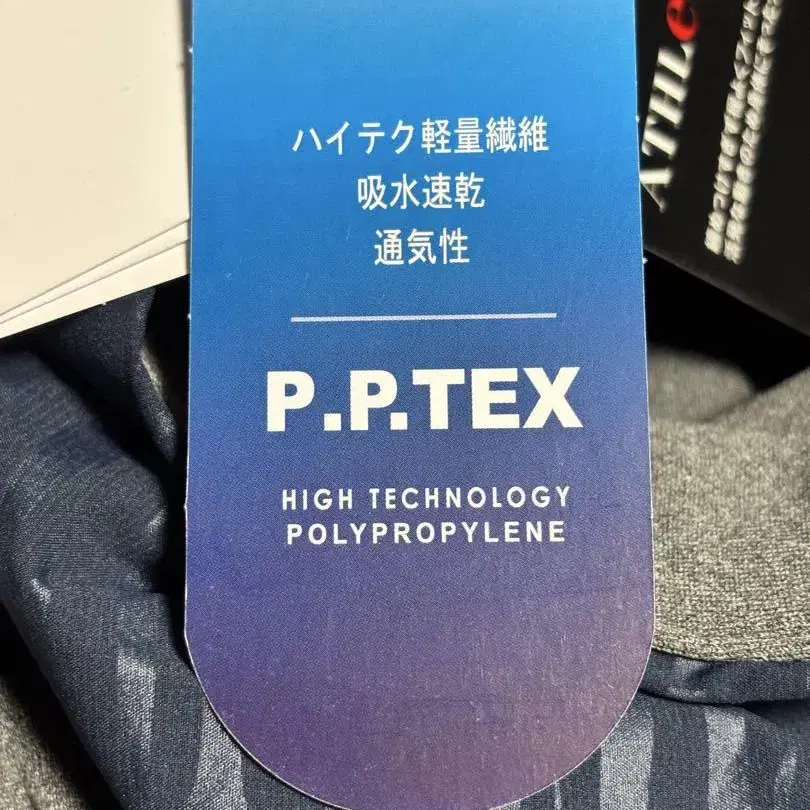 ハイテク軽量繊維
吸水速乾
通気性
P.P.TEX
HIGH TECHNOLOGY
POLYPROPYLENE
ATHLe